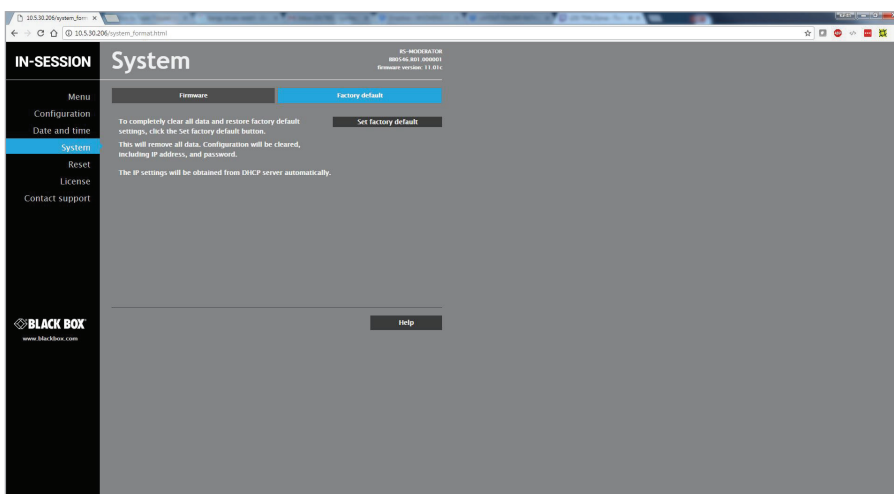 10.5.30.206/system_form
10.5.30.206/system_format.html
IN-SESSION
System
RS-MODERATOR
firmware version: 11.01c
Menu
Configuration
Date and time
System
Reset
License
Contact support
Firmware
Factory default
To completely clear all data and restore factory default
settings, click the Set factory default button.
Set factory default
This will remove all data. Configuration will be cleared,
including IP address, and password.
The IP settings will be obtained from DHCP server automatically.
Help
BLACK BOX
www.blackbox.com